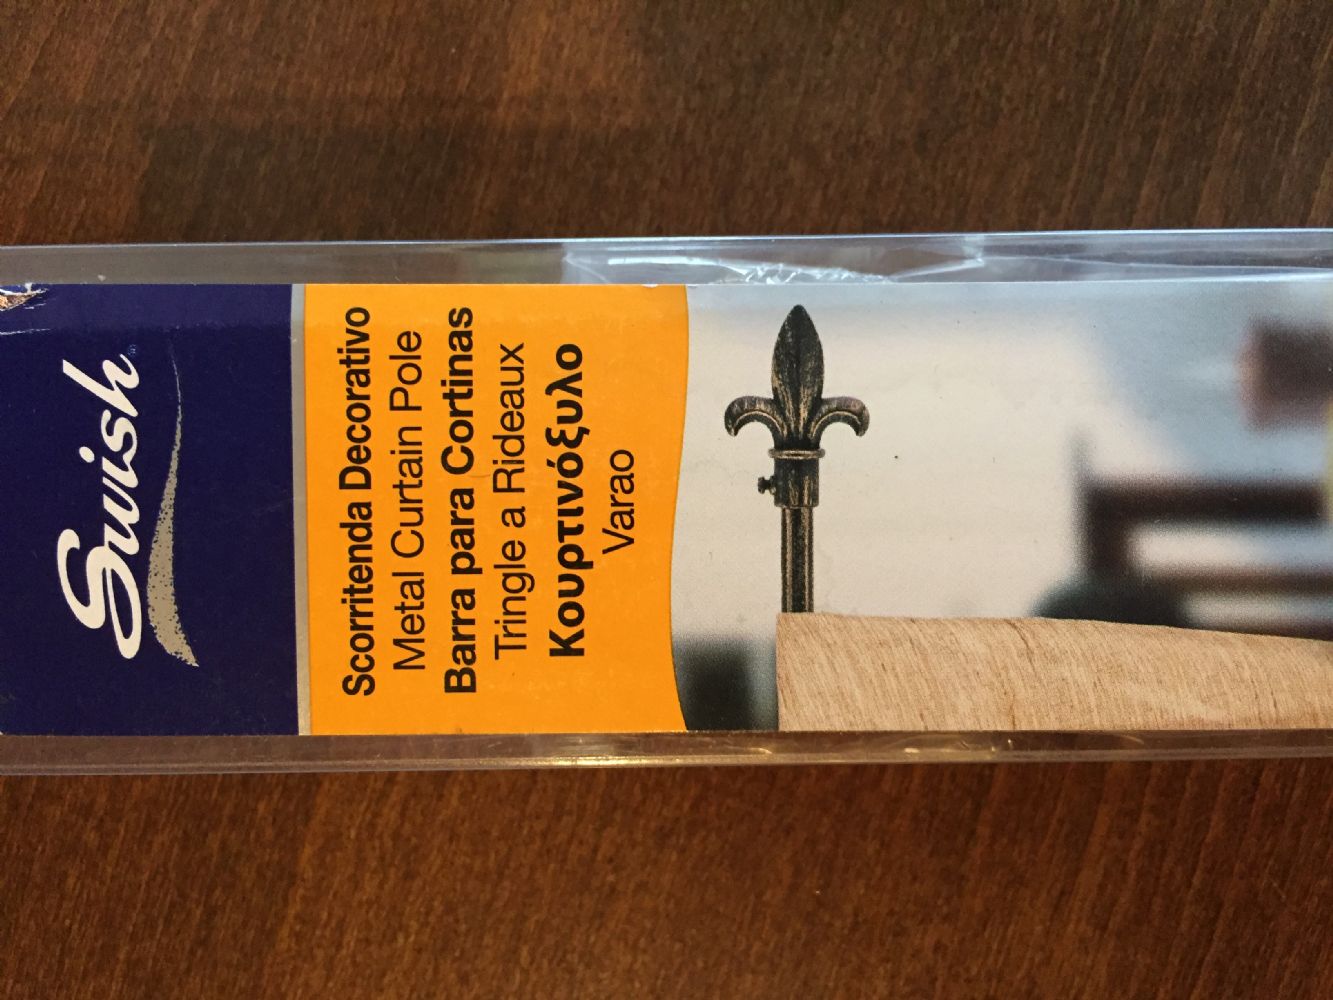 Swish
Scorritenda Decorativo
Metal Curtain Pole
Barra para Cortinas
Tringle a Rideaux
Κουρτινόξυλο
Varao